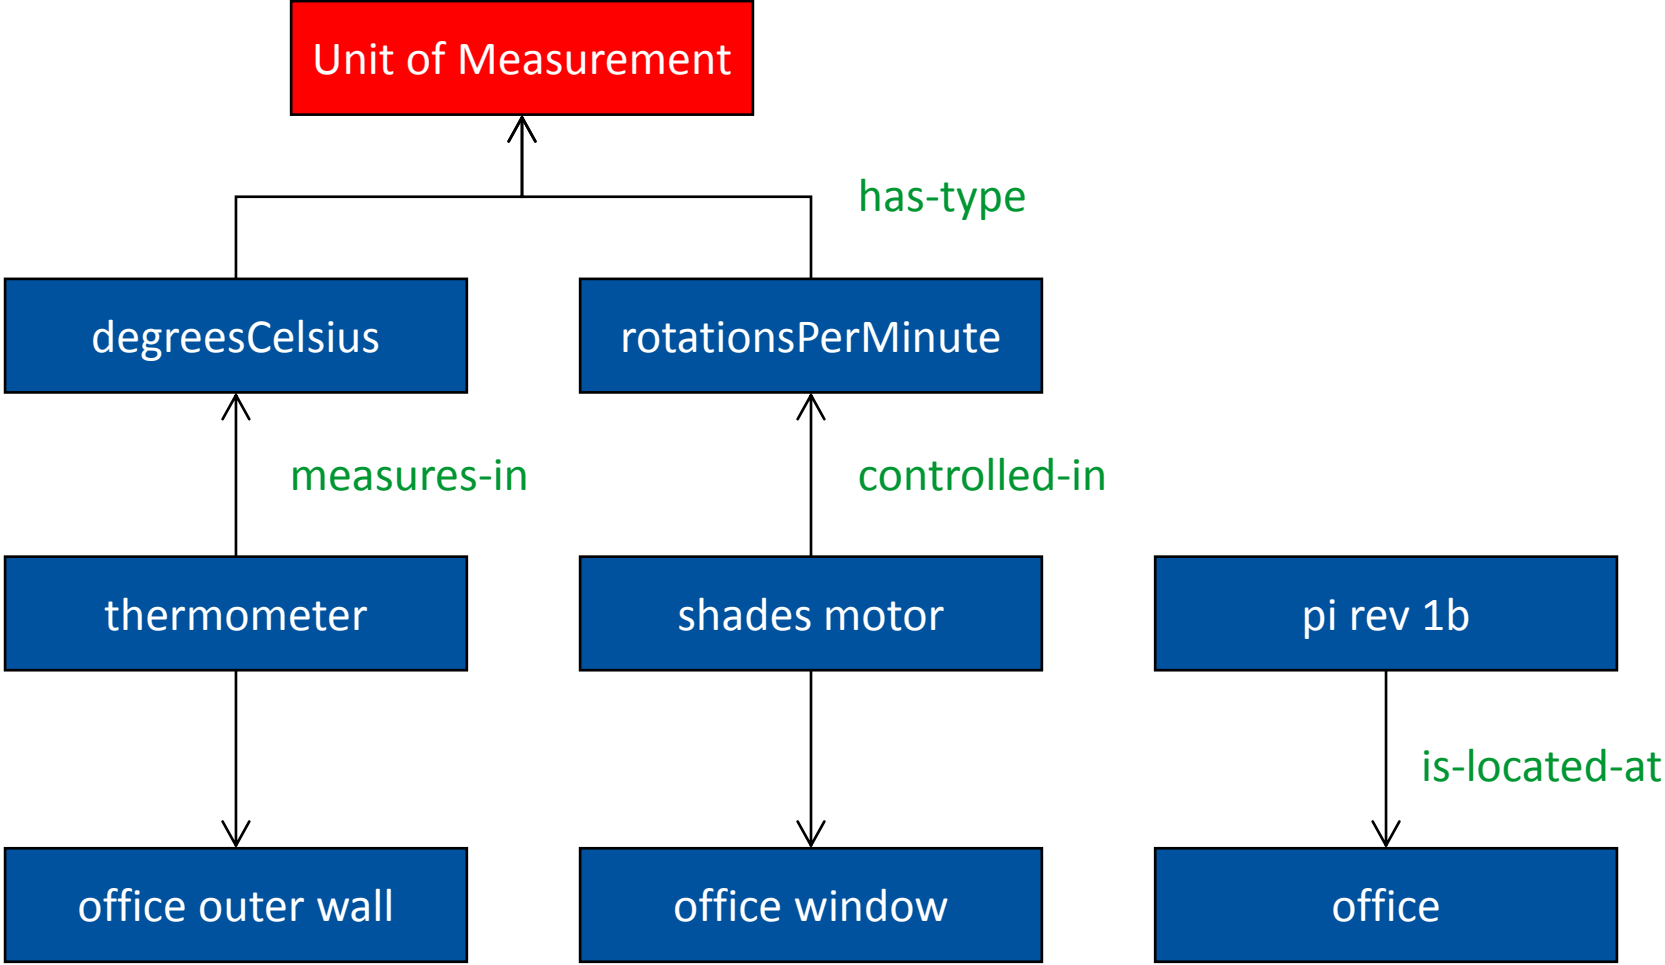 Unit of Measurement
has-type
degreesCelsius
rotationsPerMinute
measures-in
controlled-in
thermometer
shades motor
pi rev 1b
is-located-at
office outer wall
office window
office